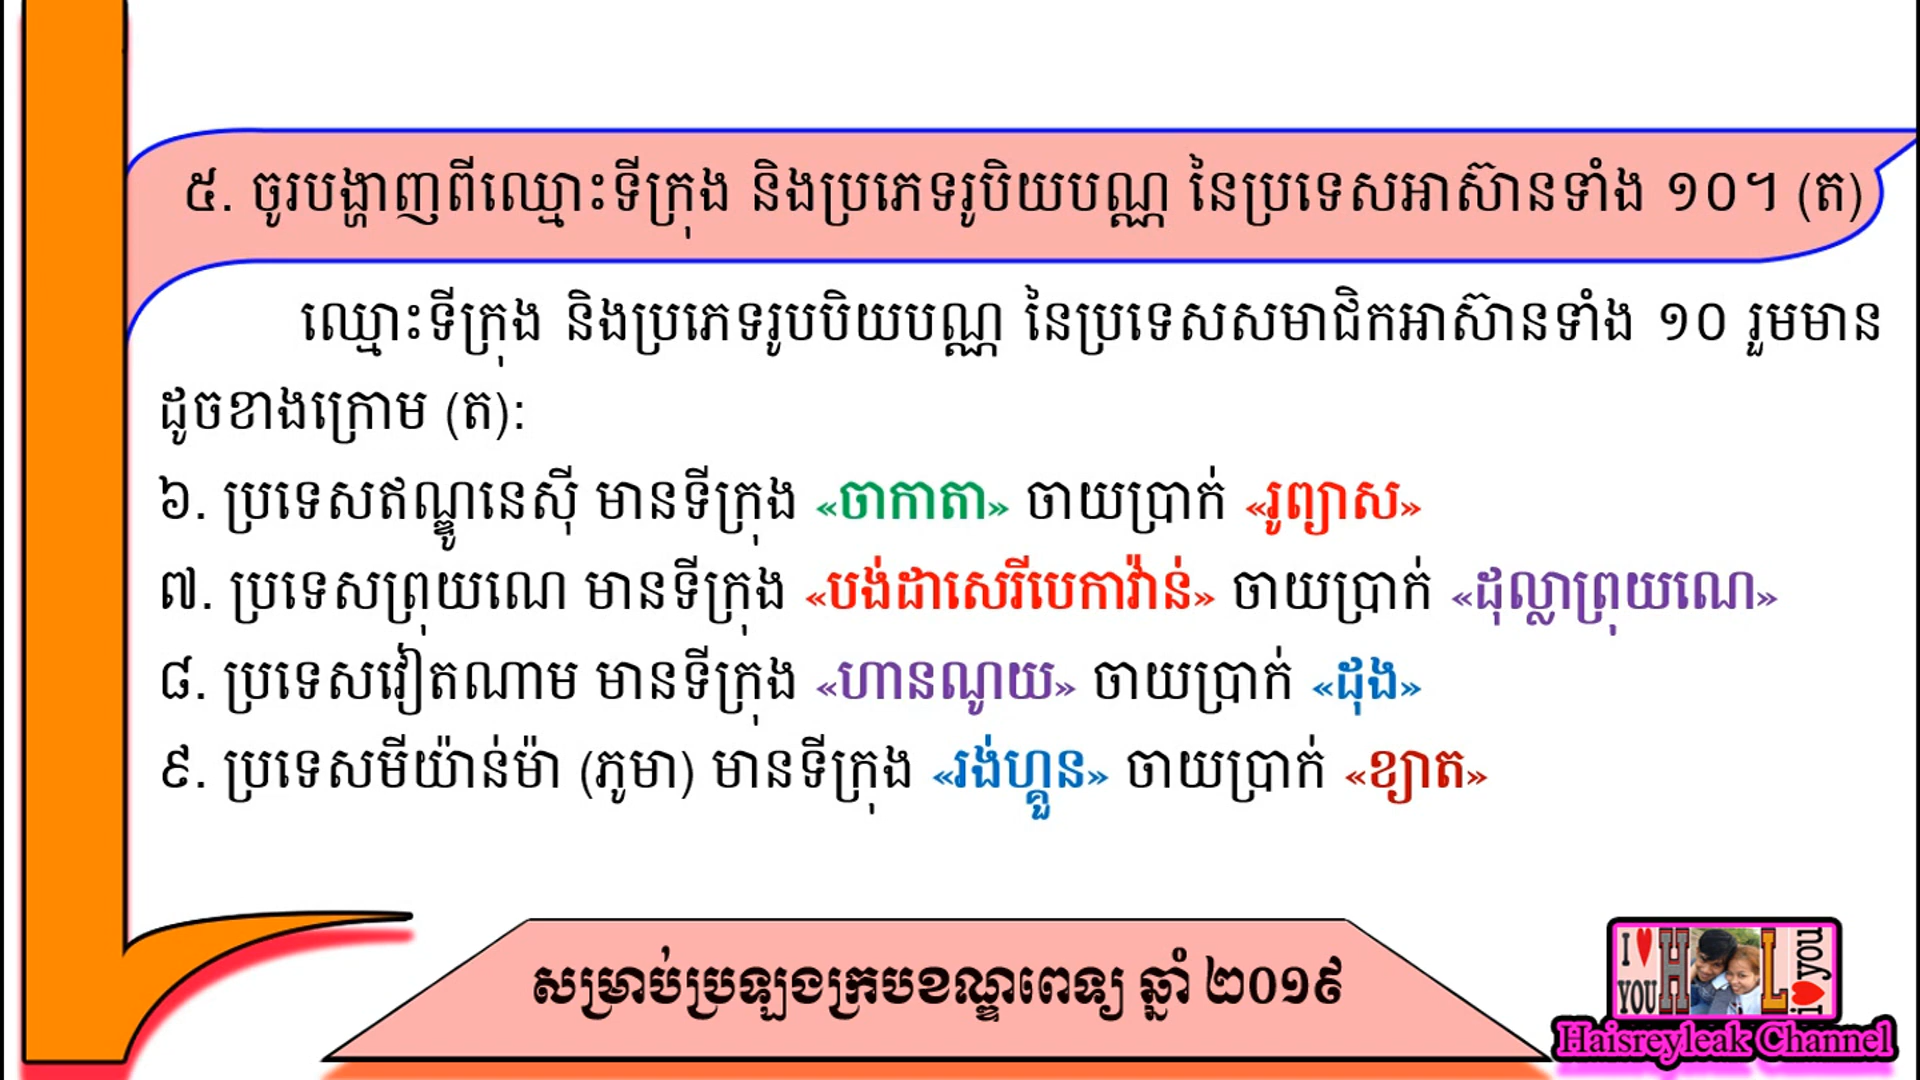 ៥. ចូរបង្ហាញពីឈ្មោះទីក្រុង និងប្រភេទរូបិយបណ្ណ នៃប្រទេសអាស៊ានទាំង ១០។ (ត)
ឈ្មោះទីក្រុង និងប្រភេទរូបបិយបណ្ណ នៃប្រទេសសមាជិកអាស៊ានទាំង ១០ រួមមាន
ដូចខាងក្រោម (ត):
៦. ប្រទេសឥណ្ឌូនេស៊ី មានទីក្រុង «ចាកាតា» ចាយប្រាក់ «រូព្យាស»
៧. ប្រទេសព្រុយណេ មានទីក្រុង «បង់ដាសេរីបេកាវ៉ាន់» ចាយប្រាក់ «ដុល្លាព្រុយណេ»
៨. ប្រទេសវៀតណាម មានទីក្រុង «ហានណូយ» ចាយប្រាក់ «ដុង»
៩. ប្រទេសមីយ៉ាន់ម៉ា (ភូមា) មានទីក្រុង «រង់ហ្គូន» ចាយប្រាក់ «ខ្យាត»
សម្រាប់ប្រឡងក្របខណ្ឌពេទ្យ ឆ្នាំ ២០១៩
I ♥ YOU H L i ♥ you
Haisreyleak Channel